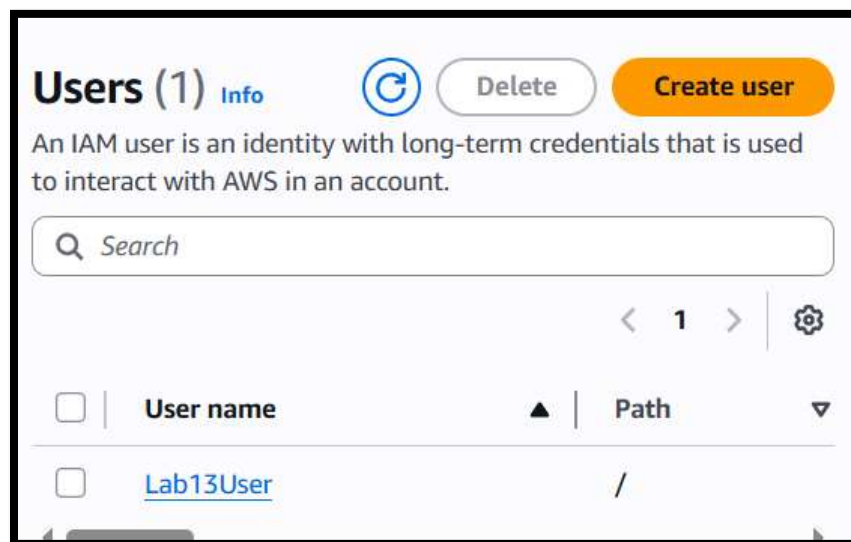 Users (1) Info Delete Create user
An IAM user is an identity with long-term credentials that is used
to interact with AWS in an account.
Search
1
User name Path
Lab13User /